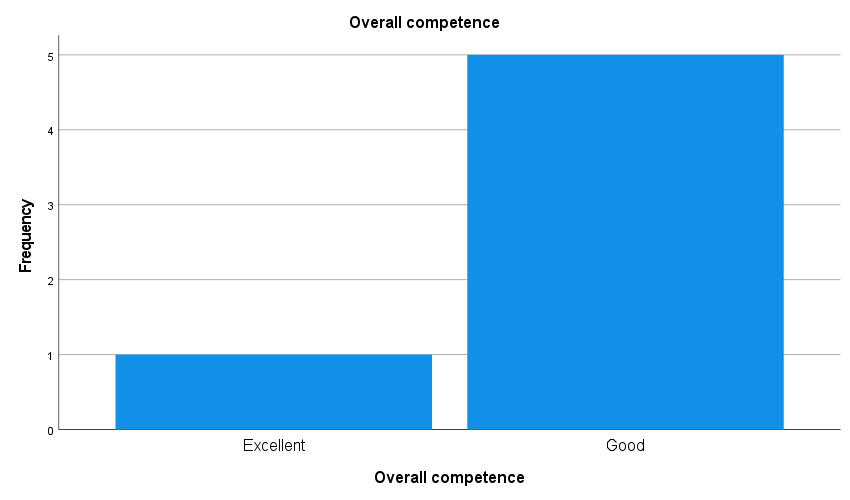 Overall competence
5
4
3
2
1
0
Frequency
Excellent
Good
Overall competence